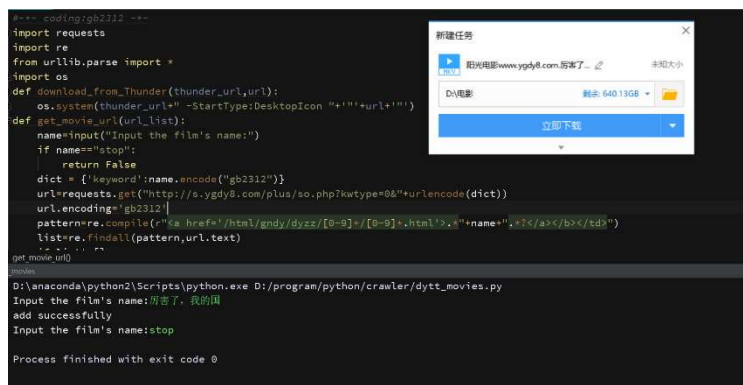 #-*- coding:gb2312 -*-
import requests
import re
from urllib.parse import *
import os
def download_from_Thunder(thunder_url,url):
os.system(thunder_url+" -StartType:DesktopIcon "+'"'+url+'"')
def get_movie_url(url_list):
name=input("Input the film's name:")
if name=="stop":
return False
dict = {'keyword':name.encode("gb2312")}
url=requests.get("http://s.ygdy8.com/plus/so.php?kwtype=0&"+urlencode(dict))
url.encoding='gb2312'
pattern=re.compile(r"<a href='/html/gndy/dyzz/[0-9]+/[0-9]+.html'>.*"+name+".*?</a></b></td>")
list=re.findall(pattern,url.text)
get_movie_url()
新建任务
阳光电影www.ygdy8.com.厉害了...
未知大小
MKV
D:\电影
剩余: 640.13GB
立即下载
_movies
D:\anaconda\python2\Scripts\python.exe D:/program/python/crawler/dytt_movies.py
Input the film's name:厉害了，我的国
add successfully
Input the film's name:stop
Process finished with exit code 0